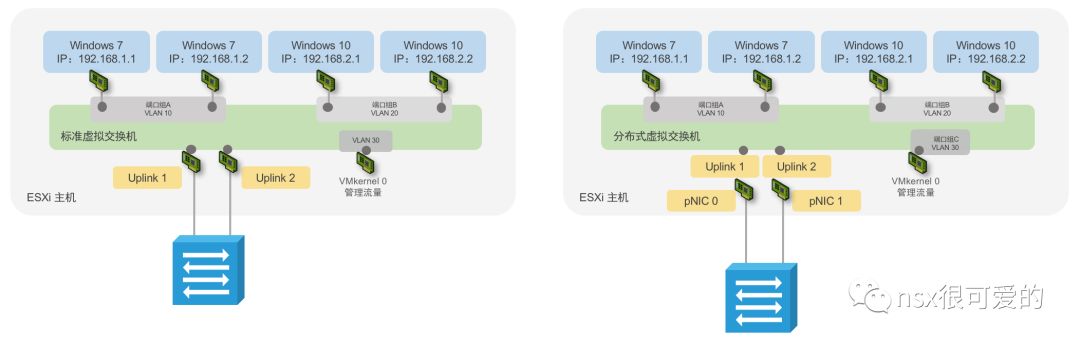 Windows 7
IP：192.168.1.1
Windows 7
IP：192.168.1.2
Windows 10
IP：192.168.2.1
Windows 10
IP：192.168.2.2
端口组A
VLAN 10
端口组B
VLAN 20
标准虚拟交换机
VLAN 30
Uplink 1
Uplink 2
VMkernel 0
管理流量
ESXi 主机
Windows 7
IP：192.168.1.1
Windows 7
IP：192.168.1.2
Windows 10
IP：192.168.2.1
Windows 10
IP：192.168.2.2
端口组A
VLAN 10
端口组B
VLAN 20
分布式虚拟交换机
端口组C
VLAN 30
Uplink 1
Uplink 2
VMkernel 0
管理流量
pNIC 0
pNIC 1
ESXi 主机
nsx很可爱的